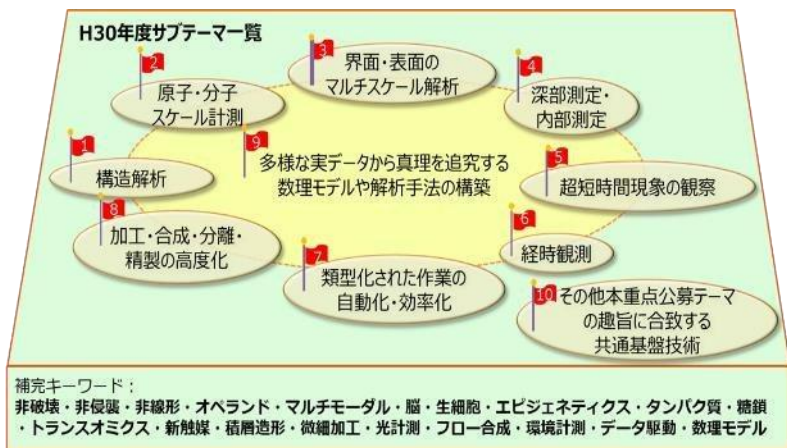 H30年度サブテーマ一覧
1
構造解析
2
原子・分子
スケール計測
3
界面・表面の
マルチスケール解析
4
深部測定・
内部測定
5
超短時間現象の観察
6
経時観測
7
類型化された作業の
自動化・効率化
8
加工・合成・分離・
精製の高度化
9
多様な実データから真理を追究する
数理モデルや解析手法の構築
10
その他本重点公募テーマ
の趣旨に合致する
共通基盤技術
補完キーワード：
非破壊・非侵襲・非線形・オペランド・マルチモーダル・脳・生細胞・エピジェネティクス・タンパク質・糖鎖
・トランスオミクス・新触媒・積層造形・微細加工・光計測・フロー合成・環境計測・データ駆動・数理モデル